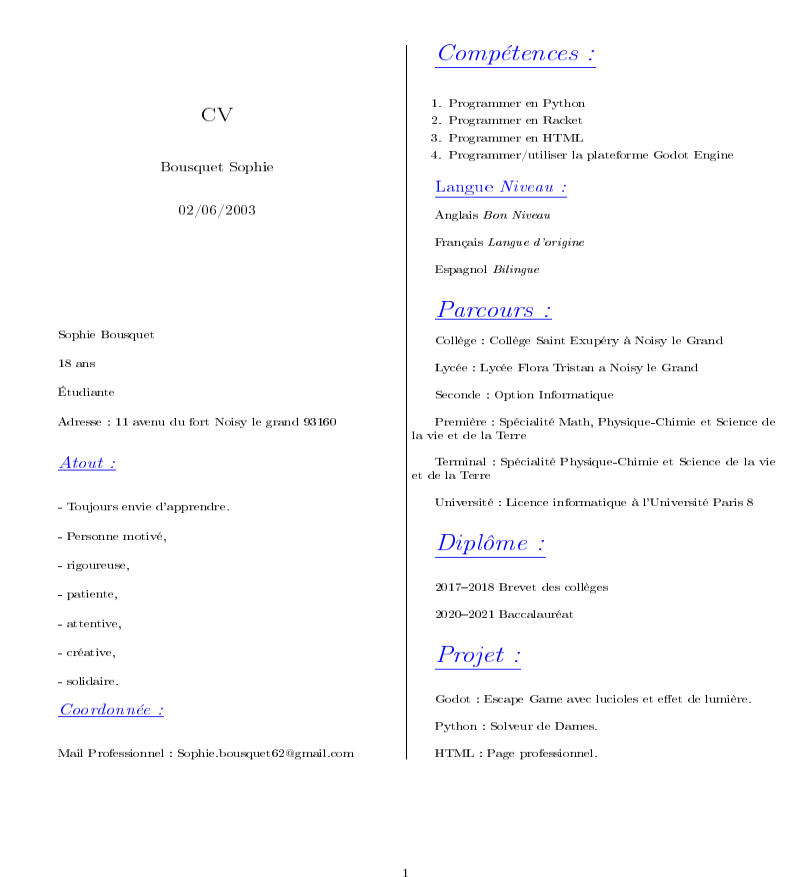 CV
Bousquet Sophie
02/06/2003
Sophie Bousquet
18 ans
Étudiante
Adresse : 11 avenu du fort Noisy le grand 93160
Atout :
- Toujours envie d'apprendre.
- Personne motivé,
- rigoureuse,
- patiente,
- attentive,
- créative,
- solidaire.
Coordonnée :
Mail Professionnel : Sophie.bousquet62@gmail.com
Compétences :
1. Programmer en Python
2. Programmer en Racket
3. Programmer en HTML
4. Programmer/utiliser la plateforme Godot Engine
Langue Niveau :
Anglais Bon Niveau
Français Langue d'origine
Espagnol Bilingue
Parcours :
Collège : Collège Saint Exupéry à Noisy le Grand
Lycée : Lycée Flora Tristan a Noisy le Grand
Seconde : Option Informatique
Première : Spécialité Math, Physique-Chimie et Science de
la vie et de la Terre
Terminal : Spécialité Physique-Chimie et Science de la vie
et de la Terre
Université : Licence informatique à l'Université Paris 8
Diplôme :
2017–2018 Brevet des collèges
2020–2021 Baccalauréat
Projet :
Godot : Escape Game avec lucioles et effet de lumière.
Python : Solveur de Dames.
HTML : Page professionnel.
1